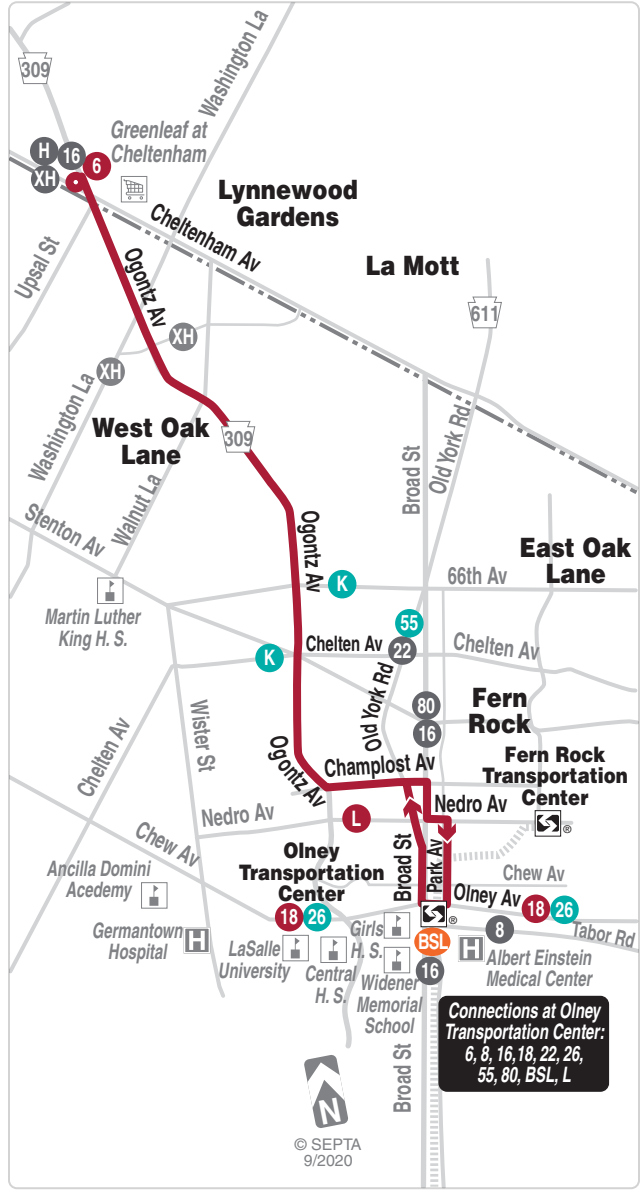 309
Washington La
Greenleaf at
Cheltenham
H
16
6
XH
Lynnewood
Gardens
Cheltenham Av
Upsal St
Ogontz Av
La Mott
611
XH
XH
Washington La
West Oak
Lane
309
Walnut La
Broad St
Old York Rd
Stenton Av
Ogontz Av
East Oak
Lane
K
66th Av
Martin Luther
King H. S.
55
Chelten Av
22
Chelten Av
K
Old York Rd
Wister St
80
Fern
Rock
16
Chelten Av
Ogontz Av
Champlost Av
Fern Rock
Transportation
Center
Nedro Av
Nedro Av
L
®
Chew Av
Broad St
Park Av
Olney
Transportation
Center
Chew Av
Ancilla Domini
Acedemy
Olney Av
18
26
18
26
®
Tabor Rd
Germantown
Hospital
H
Girls
H. S.
BSL
8
H
LaSalle
University
Central
H. S.
16
Albert Einstein
Medical Center
Widener
Memorial
School
Connections at Olney
Transportation Center:
6, 8, 16,18, 22, 26,
55, 80, BSL, L
Broad St
N
© SEPTA
9/2020